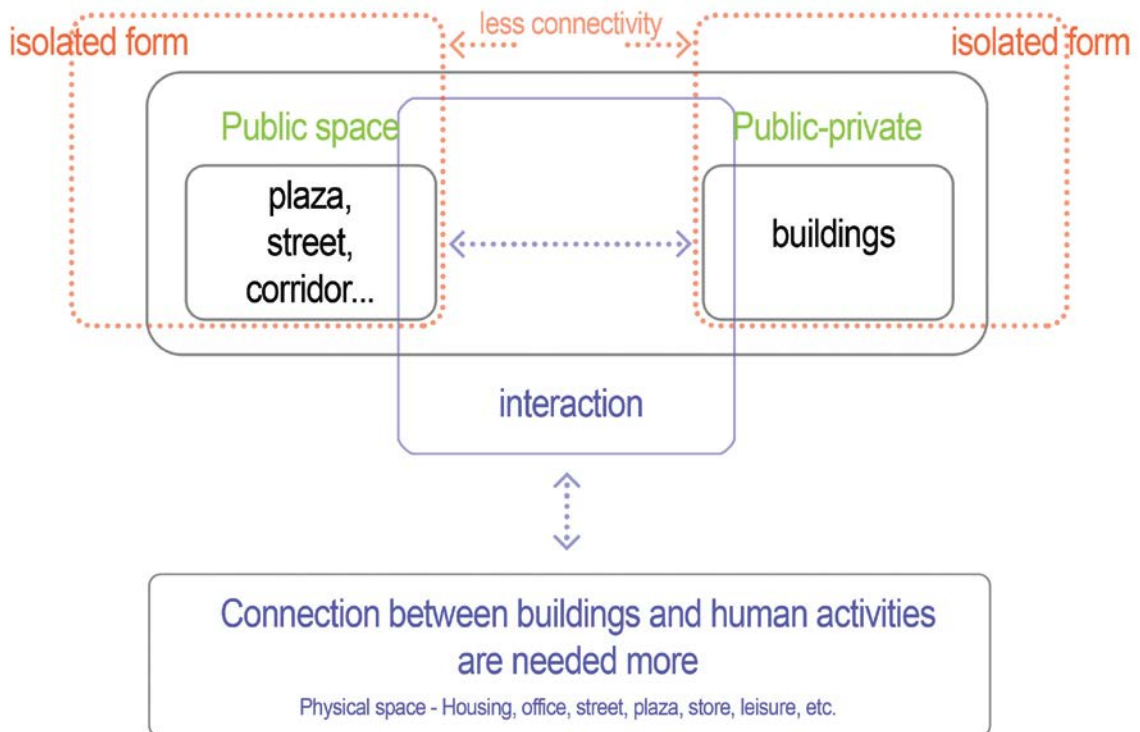 less connectivity
isolated form
isolated form
Public space
Public-private
plaza,
street,
corridor...
buildings
interaction
Connection between buildings and human activities
are needed more
Physical space - Housing, office, street, plaza, store, leisure, etc.